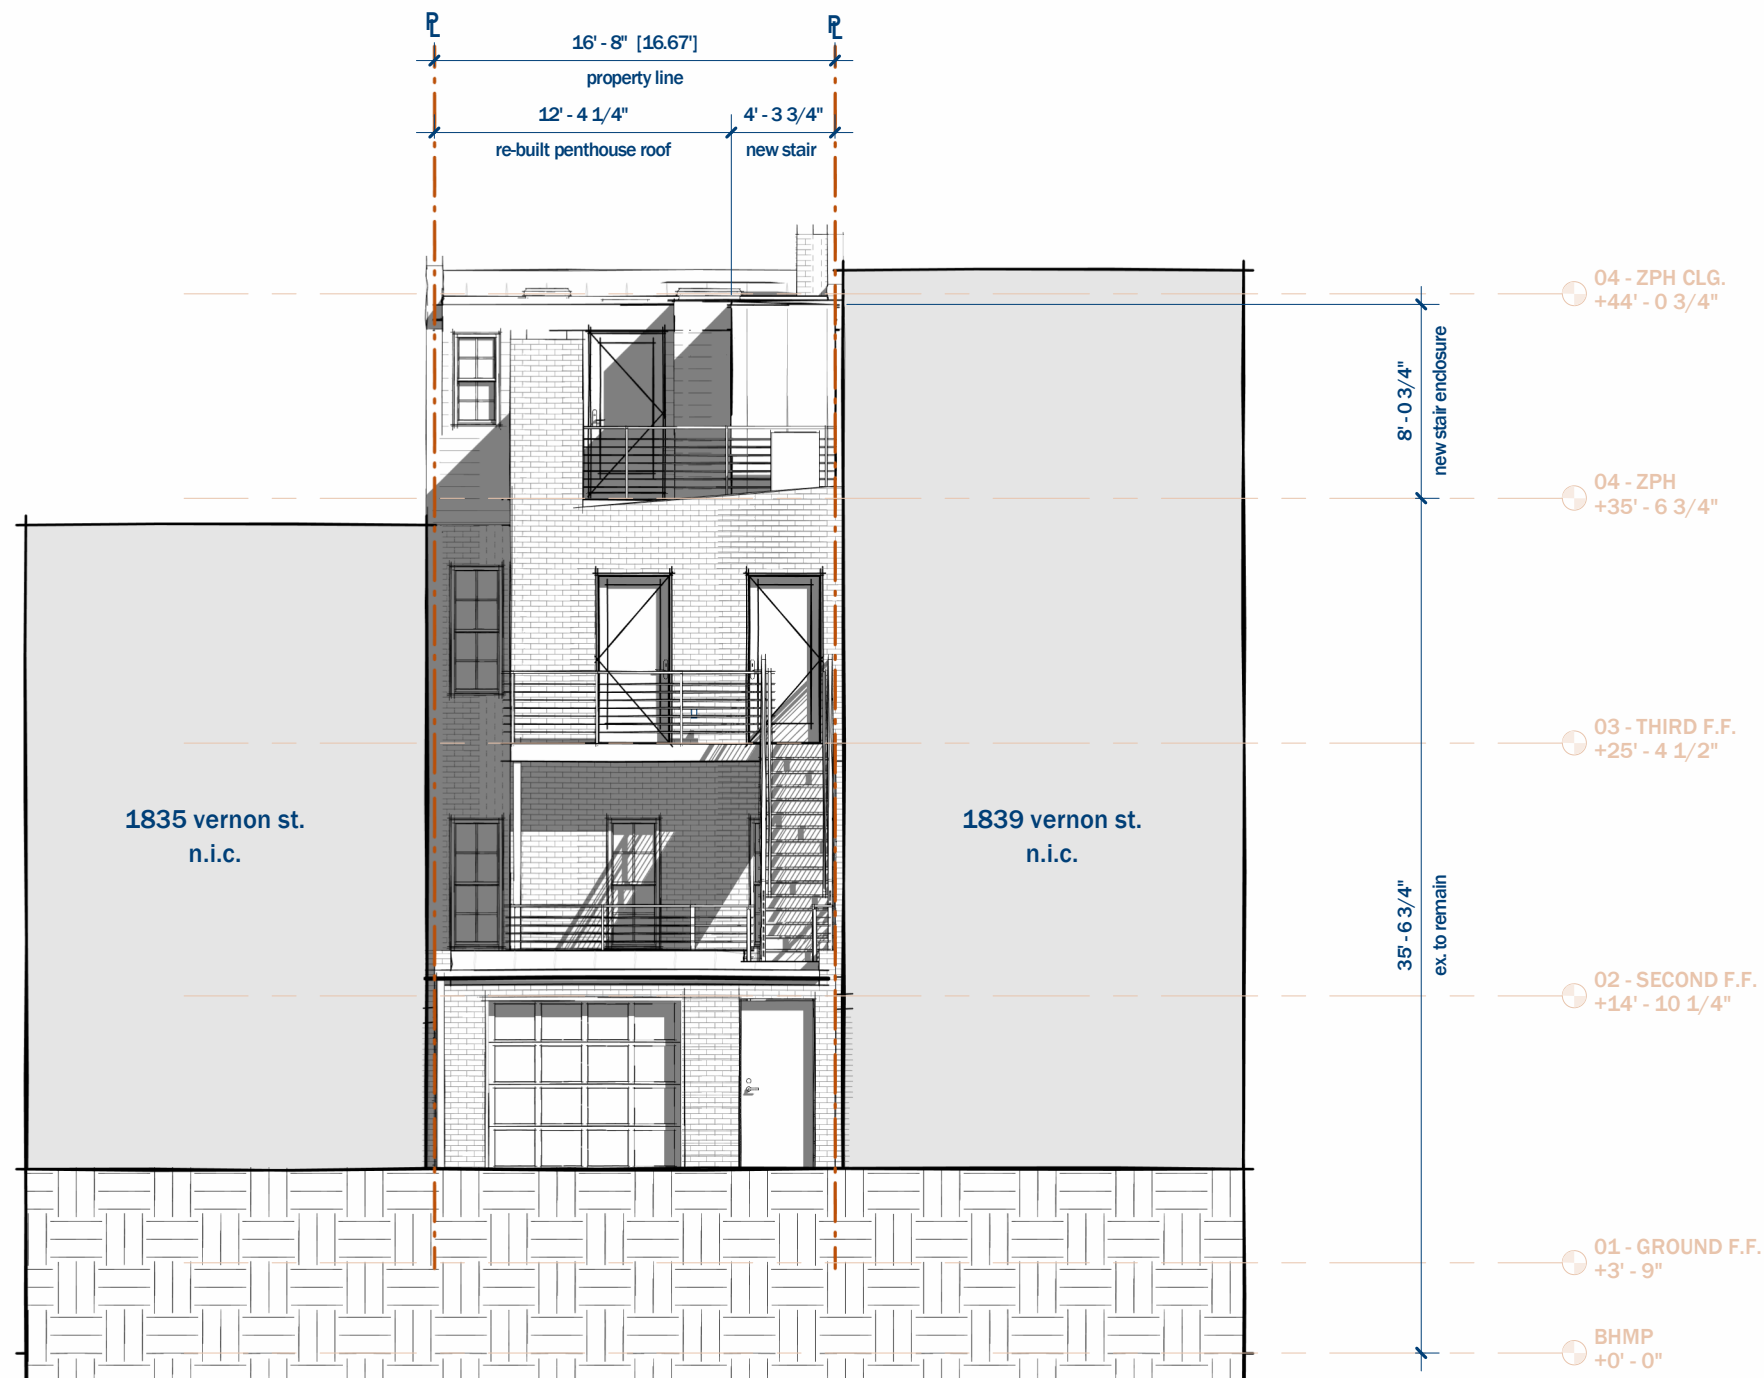 PL
PL
16' - 8" [16.67']
property line
12' - 4 1/4"
4' - 3 3/4"
re-built penthouse roof
new stair
04 - ZPH CLG.
+44' - 0 3/4"
8' - 0 3/4"
new stair enclosure
04 - ZPH
+35' - 6 3/4"
03 - THIRD F.F.
+25' - 4 1/2"
1835 vernon st.
n.i.c.
1839 vernon st.
n.i.c.
35' - 6 3/4"
ex. to remain
02 - SECOND F.F.
+14' - 10 1/4"
01 - GROUND F.F.
+3' - 9"
BHMP
+0' - 0"